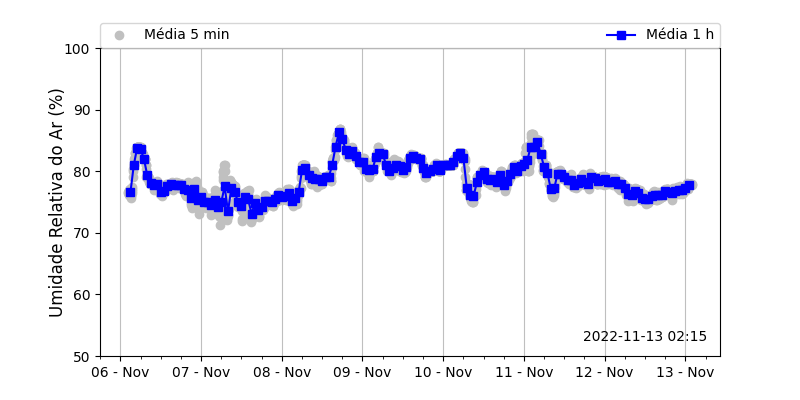 Média 5 min
Média 1 h
100
90
80
70
60
50
Umidade Relativa do Ar (%)
2022-11-13 02:15
06 - Nov
07 - Nov
08 - Nov
09 - Nov
10 - Nov
11 - Nov
12 - Nov
13 - Nov